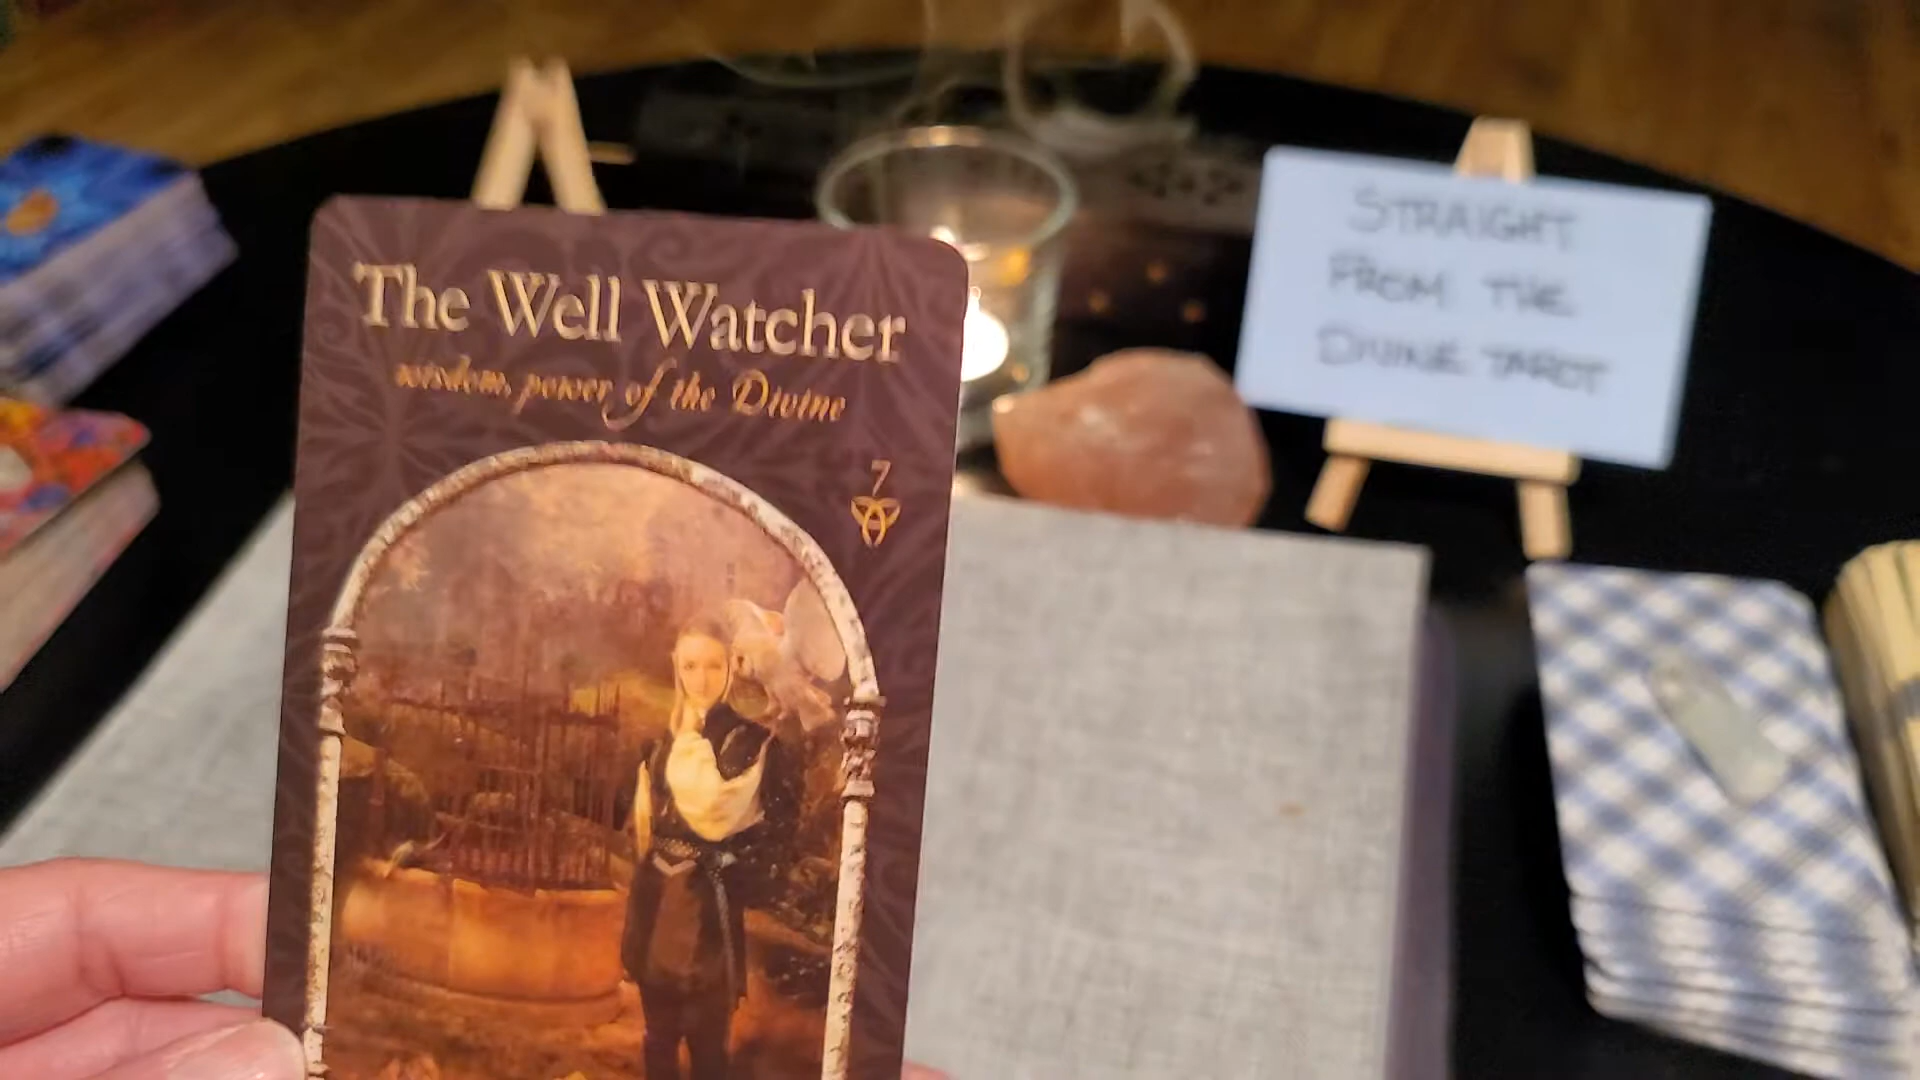 The Well Watcher
wisdom, power of the Divine
7
STRAIGHT
FROM THE
DIVINE TAROT